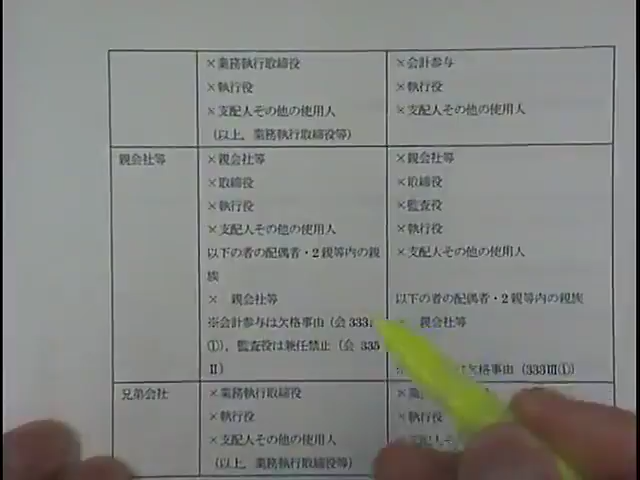 ×業務執行取締役
×執行役
×支配人その他の使用人
(以上、業務執行取締役等)
×会計参与
×執行役
×支配人その他の使用人
親会社等
×親会社等
×取締役
×執行役
×支配人その他の使用人
以下の者の配偶者・2親等内の親
族
× 親会社等
※会計参与は欠格事由（会333
①)、監査役は兼任禁止（会 335
Ⅱ)
×親会社等
×取締役
×監査役
×執行役
×支配人その他の使用人
以下の者の配偶者・2親等内の親族
親会社等
は欠格事由（333Ⅲ①)
兄弟会社
×業務執行取締役
×執行役
×支配人その他の使用人
(以上、業務執行取締役等)
×執行役